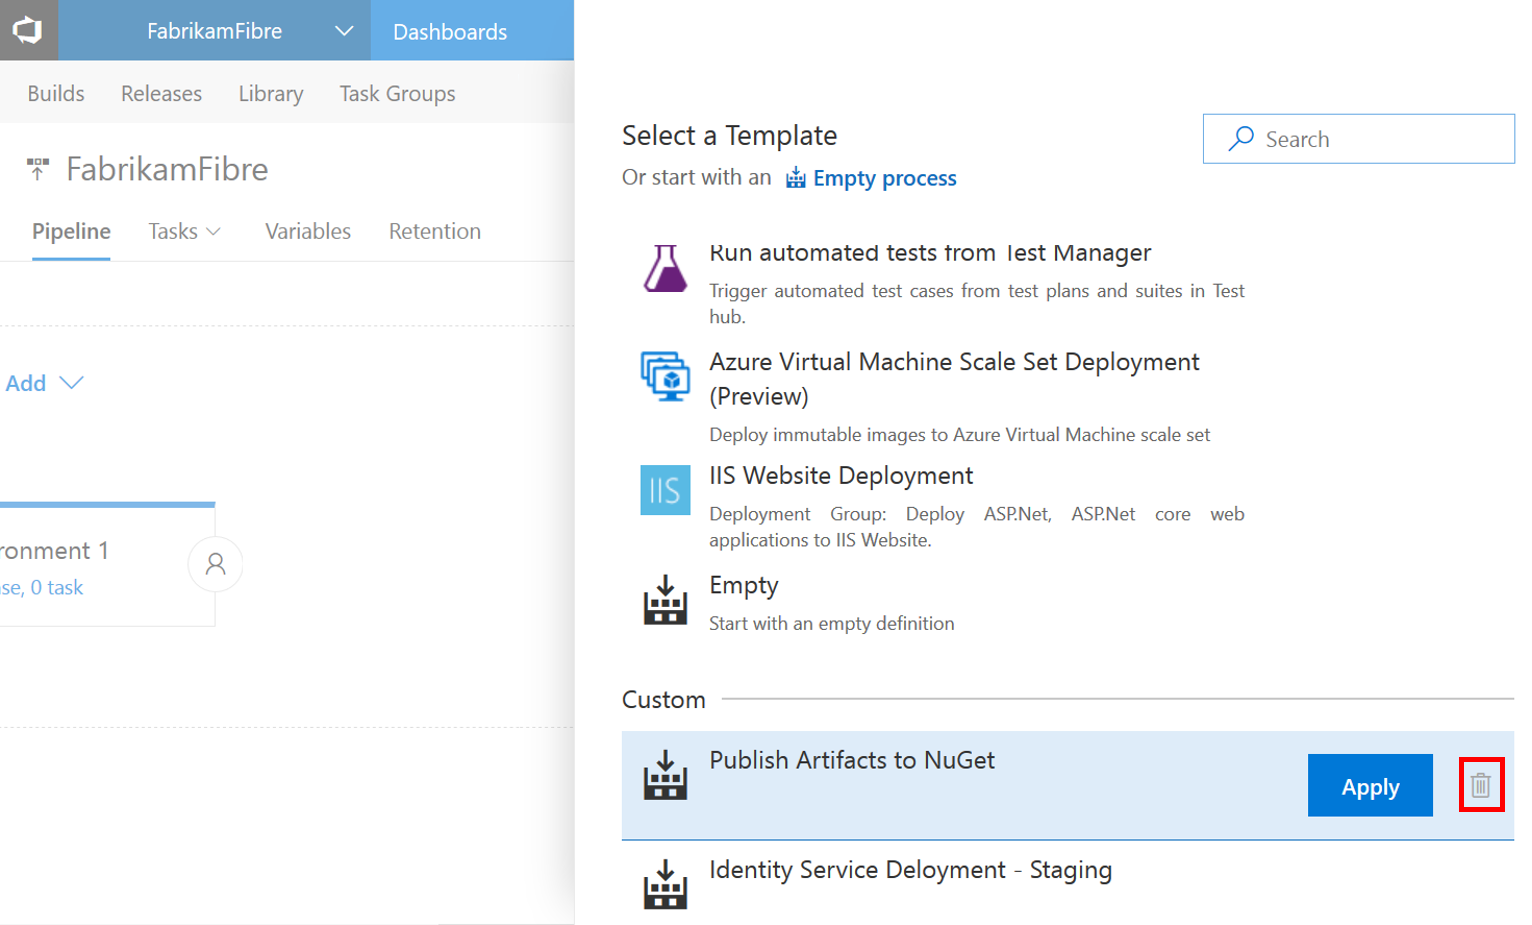 FabrikamFibre
Dashboards
Builds
Releases
Library
Task Groups
FabrikamFibre
Pipeline
Tasks
Variables
Retention
Add
ronment 1
se, 0 task
Select a Template
Search
Or start with an Empty process
Run automated tests from Test Manager
Trigger automated test cases from test plans and suites in Test
hub.
Azure Virtual Machine Scale Set Deployment
(Preview)
Deploy immutable images to Azure Virtual Machine scale set
IIS
IIS Website Deployment
Deployment Group: Deploy ASP.Net, ASP.Net core web
applications to IIS Website.
Empty
Start with an empty definition
Custom
Publish Artifacts to NuGet
Apply
Identity Service Deloyment - Staging